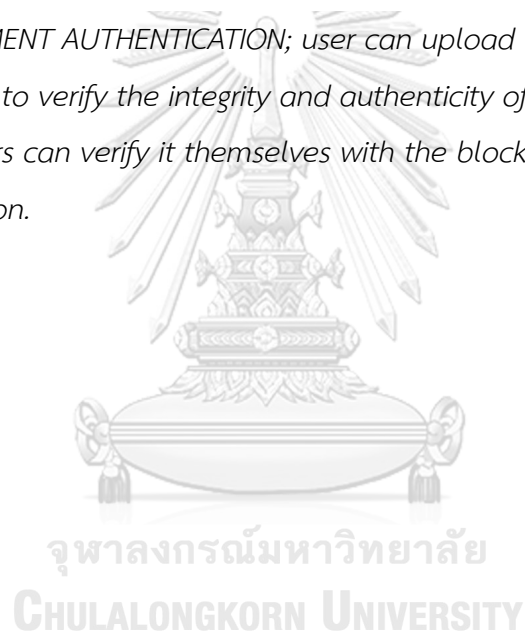 MENT AUTHENTICATION; user can upload
to verify the integrity and authenticity of
rs can verify it themselves with the block
on.
จุฬาลงกรณ์มหาวิทยาลัย
CHULALONGKORN UNIVERSITY